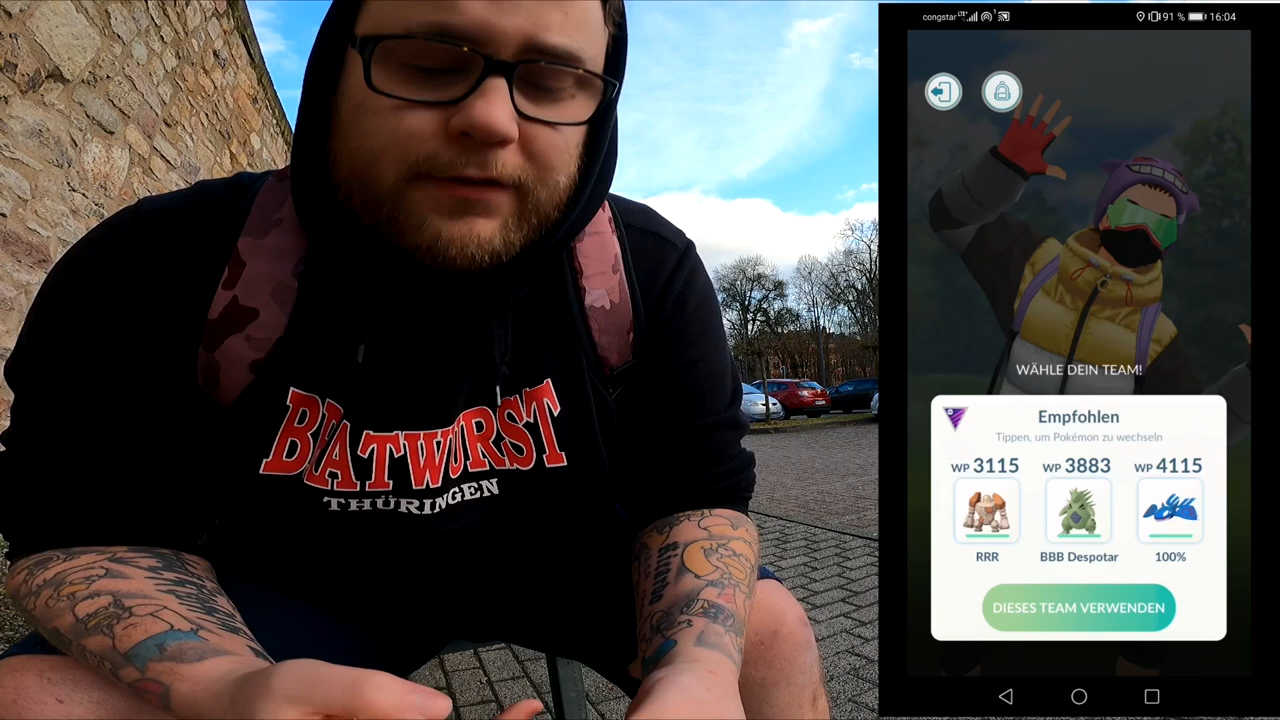 BRATWURST
THÜRINGEN
congstar LTE+ 91 % 16:04
WÄHLE DEIN TEAM!
Empfohlen
Tippen, um Pokémon zu wechseln
WP 3115 WP 3883 WP 4115
RRR BBB Despotar 100%
DIESES TEAM VERWENDEN